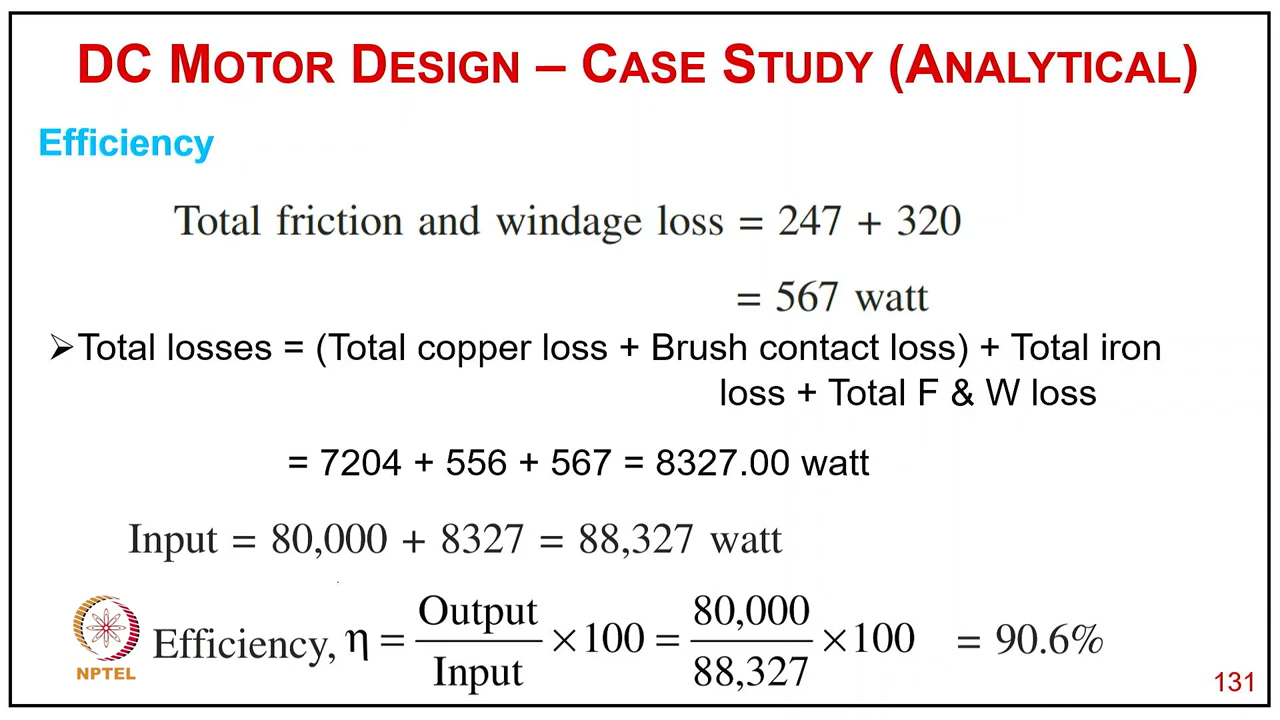 DC MOTOR DESIGN – CASE STUDY (ANALYTICAL)
Efficiency
Total friction and windage loss = 247 + 320
= 567 watt
➢Total losses = (Total copper loss + Brush contact loss) + Total iron
loss + Total F & W loss
= 7204 + 556 + 567 = 8327.00 watt
Input = 80,000 + 8327 = 88,327 watt
Efficiency, η = Output/Input × 100 = 80,000/88,327 × 100 = 90.6%
NPTEL
131